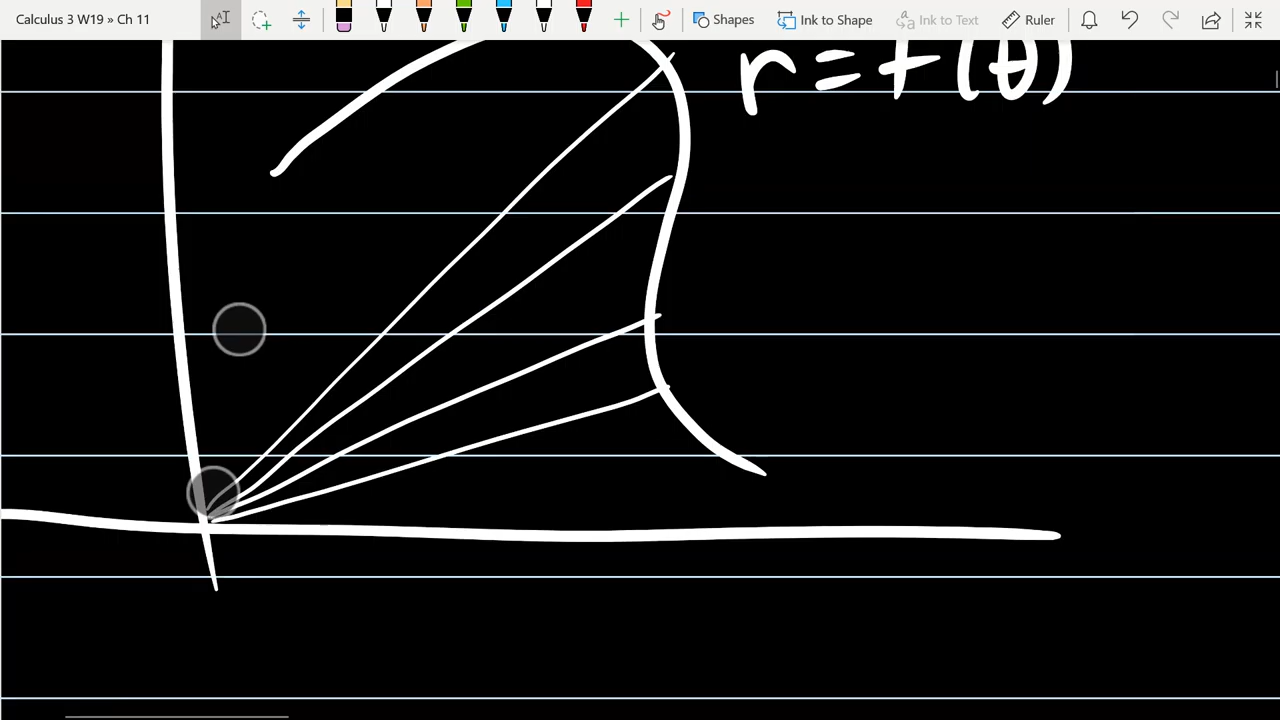 Calculus 3 W19 » Ch 11
Shapes
Ink to Shape
Ink to Text
Ruler
r = f(θ)